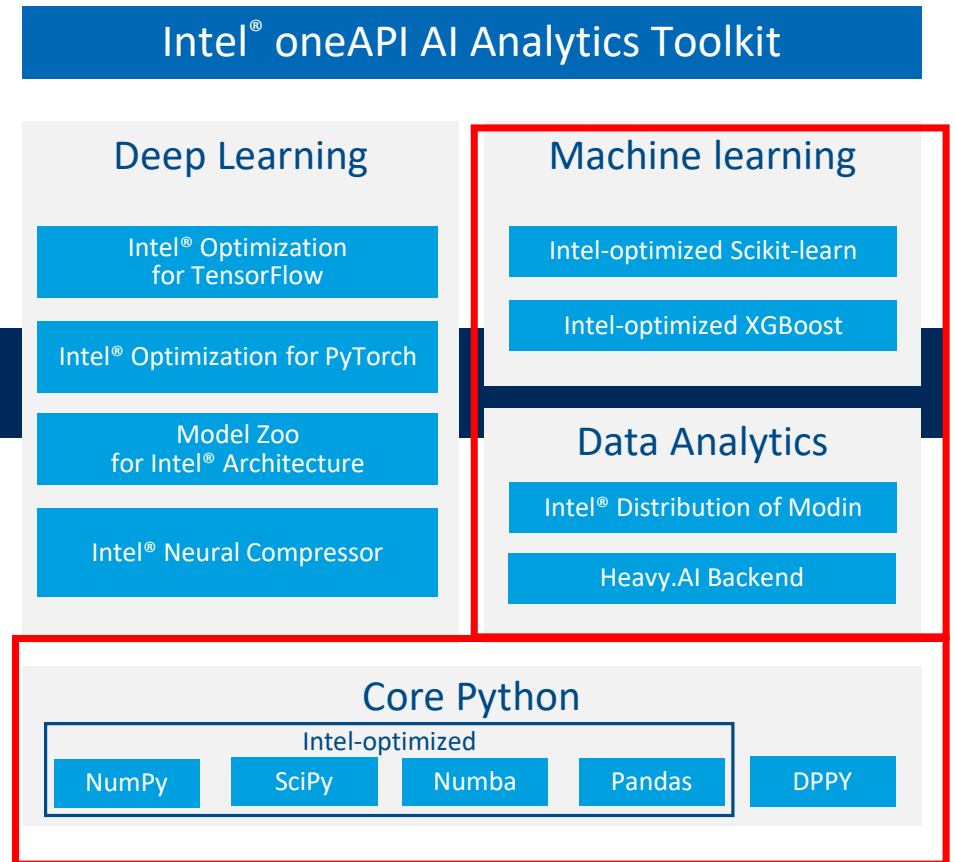 Intel® oneAPI AI Analytics Toolkit
Deep Learning
Intel® Optimization
for TensorFlow
Intel® Optimization for PyTorch
Model Zoo
for Intel® Architecture
Intel® Neural Compressor
Machine learning
Intel-optimized Scikit-learn
Intel-optimized XGBoost
Data Analytics
Intel® Distribution of Modin
Heavy.AI Backend
Core Python
Intel-optimized
NumPy
SciPy
Numba
Pandas
DPPY